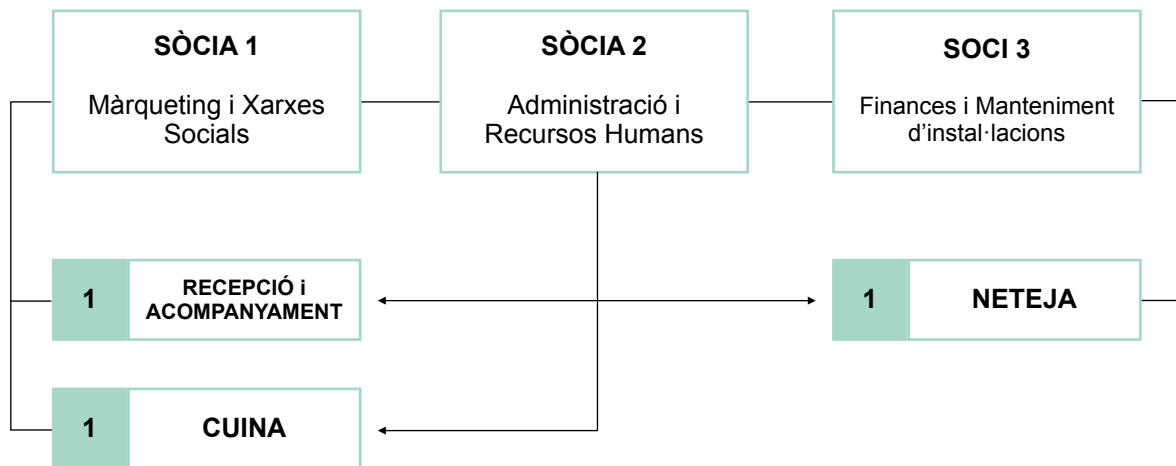 SÒCIA 1
Màrqueting i Xarxes
Socials
SÒCIA 2
Administració i
Recursos Humans
SOCI 3
Finances i Manteniment
d’instal·lacions
1
RECEPCIÓ i
ACOMPANYAMENT
1
NETEJA
1
CUINA